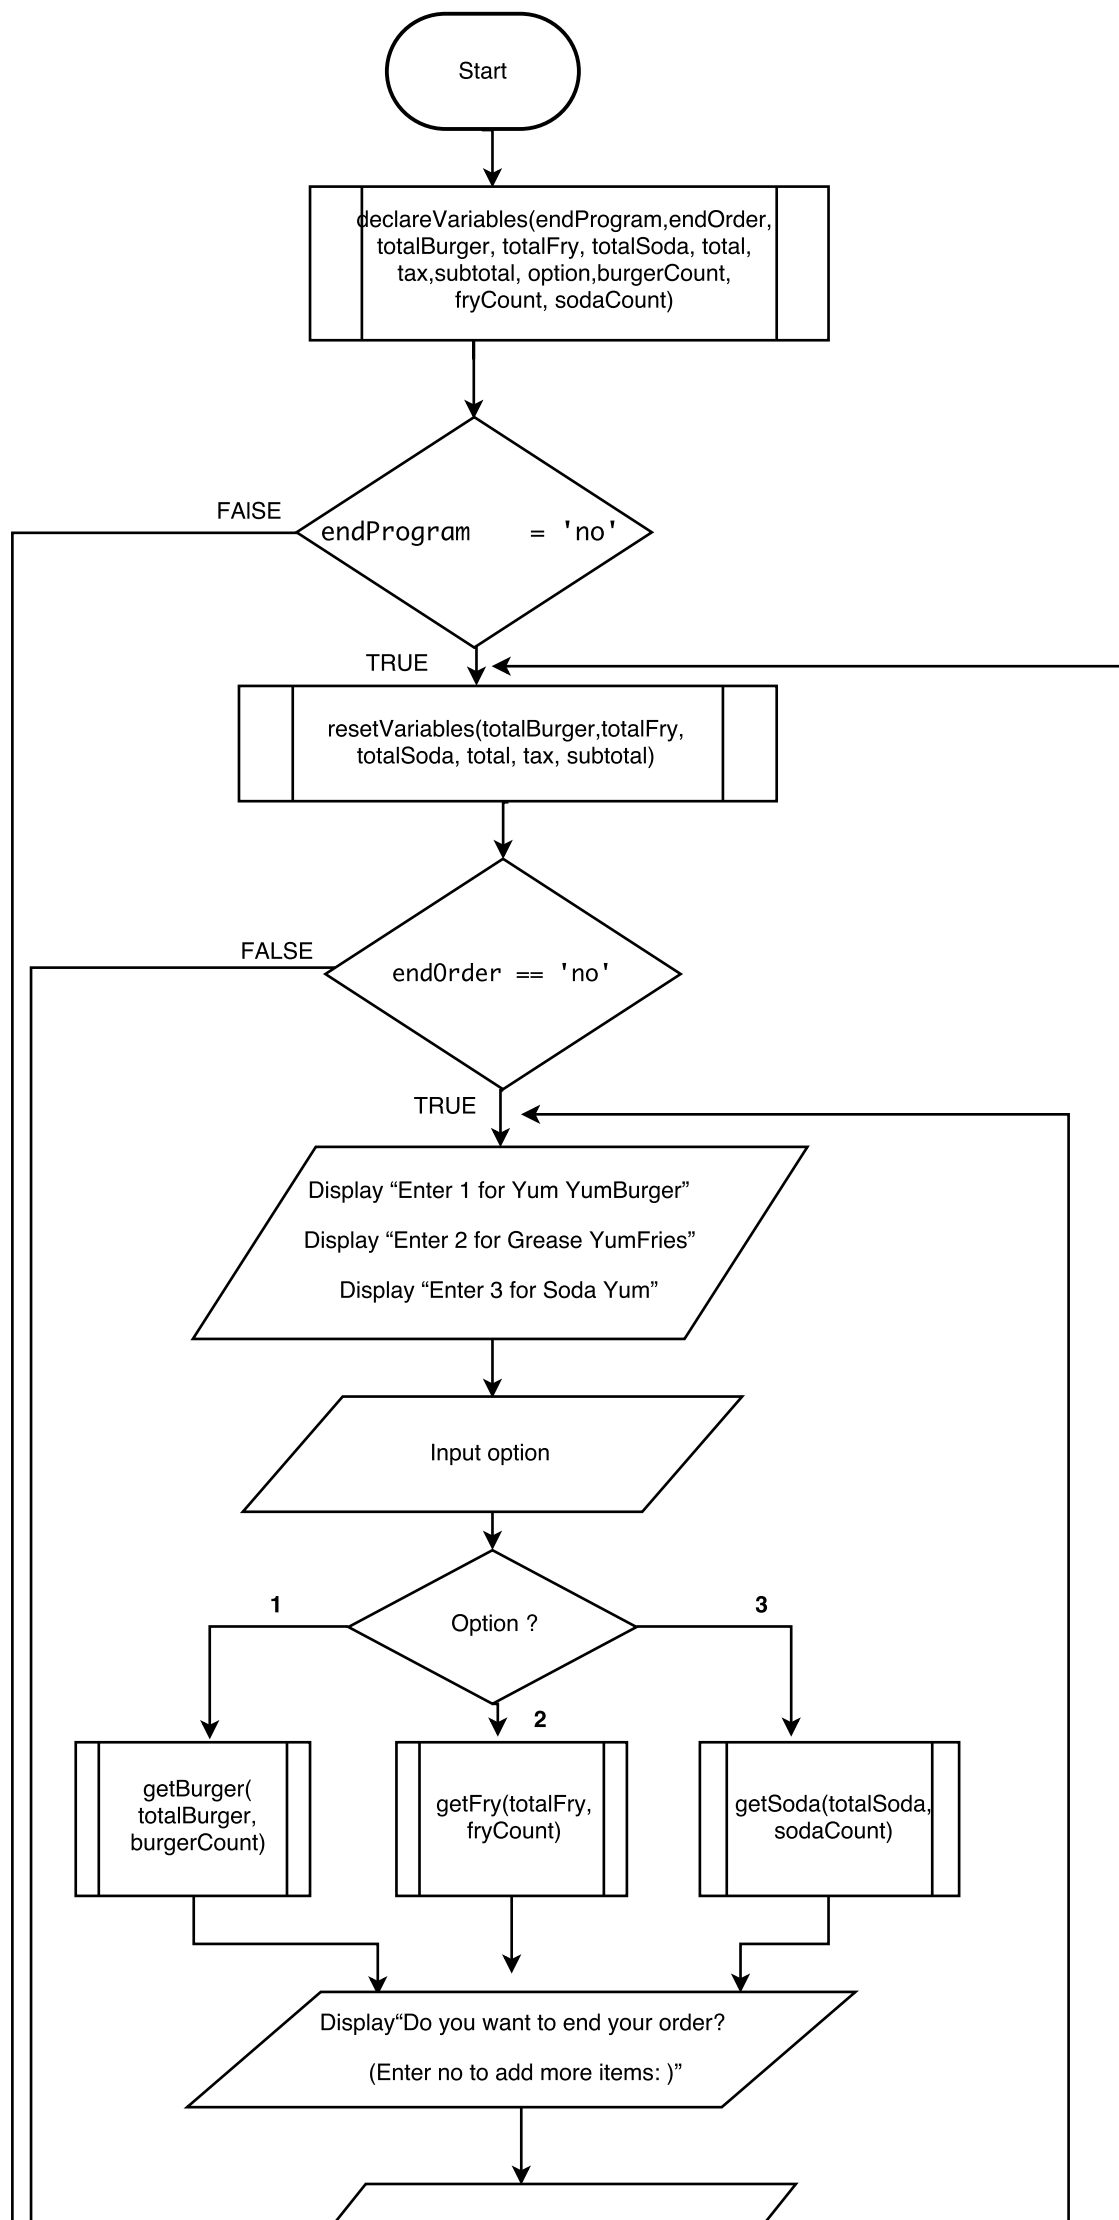 Start
declareVariables(endProgram,endOrder,
totalBurger, totalFry, totalSoda, total,
tax,subtotal, option,burgerCount,
fryCount, sodaCount)
FAlSE
endProgram = 'no'
TRUE
resetVariables(totalBurger,totalFry,
totalSoda, total, tax, subtotal)
FALSE
endOrder == 'no'
TRUE
Display “Enter 1 for Yum YumBurger”
Display “Enter 2 for Grease YumFries”
Display “Enter 3 for Soda Yum”
Input option
1
Option ?
3
2
getBurger(
totalBurger,
burgerCount)
getFry(totalFry,
fryCount)
getSoda(totalSoda,
sodaCount)
Display“Do you want to end your order?
(Enter no to add more items: )”